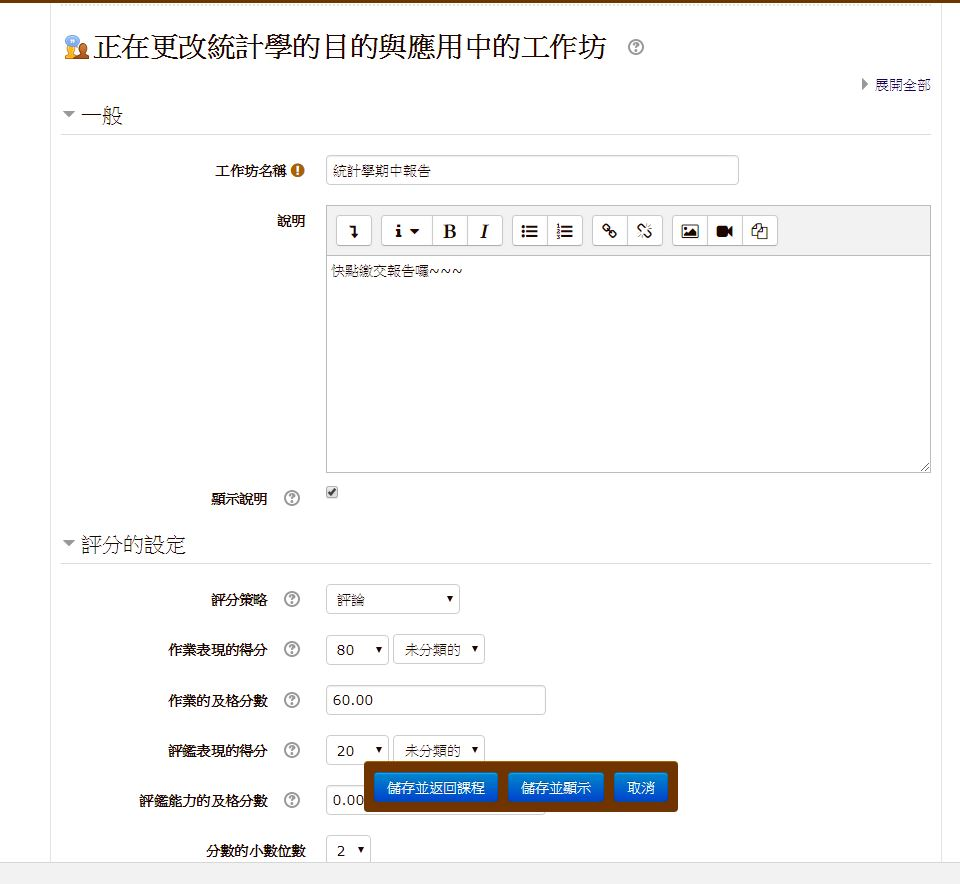 正在更改統計學的目的與應用中的工作坊
展開全部
一般
工作坊名稱 統計學期中報告
說明
B I
快點繳交報告囉~~~
顯示說明
評分的設定
評分策略 評論
作業表現的得分 80 未分類的
作業的及格分數 60.00
評鑑表現的得分 20 未分類的
儲存並返回課程 儲存並顯示 取消
評鑑能力的及格分數 0.00
分數的小數位數 2